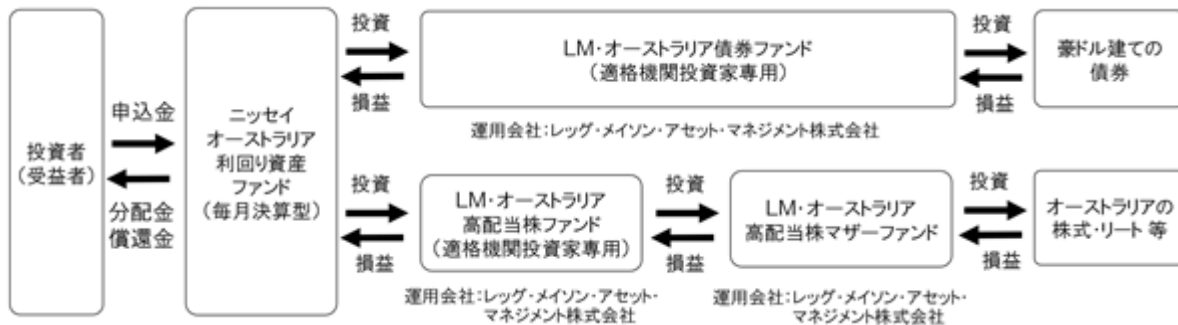 投資者
(受益者)
申込金
分配金
償還金
ニッセイ
オーストラリア
利回り資産
ファンド
(毎月決算型)
投資
損益
LM・オーストラリア債券ファンド
(適格機関投資家専用)
運用会社:レッグ・メイソン・アセット・マネジメント株式会社
投資
損益
豪ドル建ての
債券
投資
損益
LM・オーストラリア
高配当株ファンド
(適格機関投資家専用)
運用会社:レッグ・メイソン・アセット・
マネジメント株式会社
投資
損益
LM・オーストラリア
高配当株マザーファンド
運用会社:レッグ・メイソン・アセット・
マネジメント株式会社
投資
損益
オーストラリアの
株式・リート 等